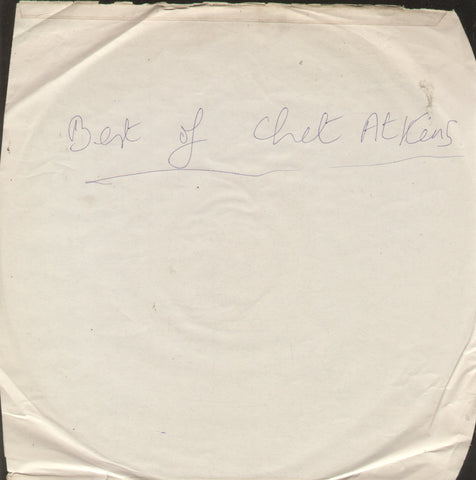 Best of Chet Atkins